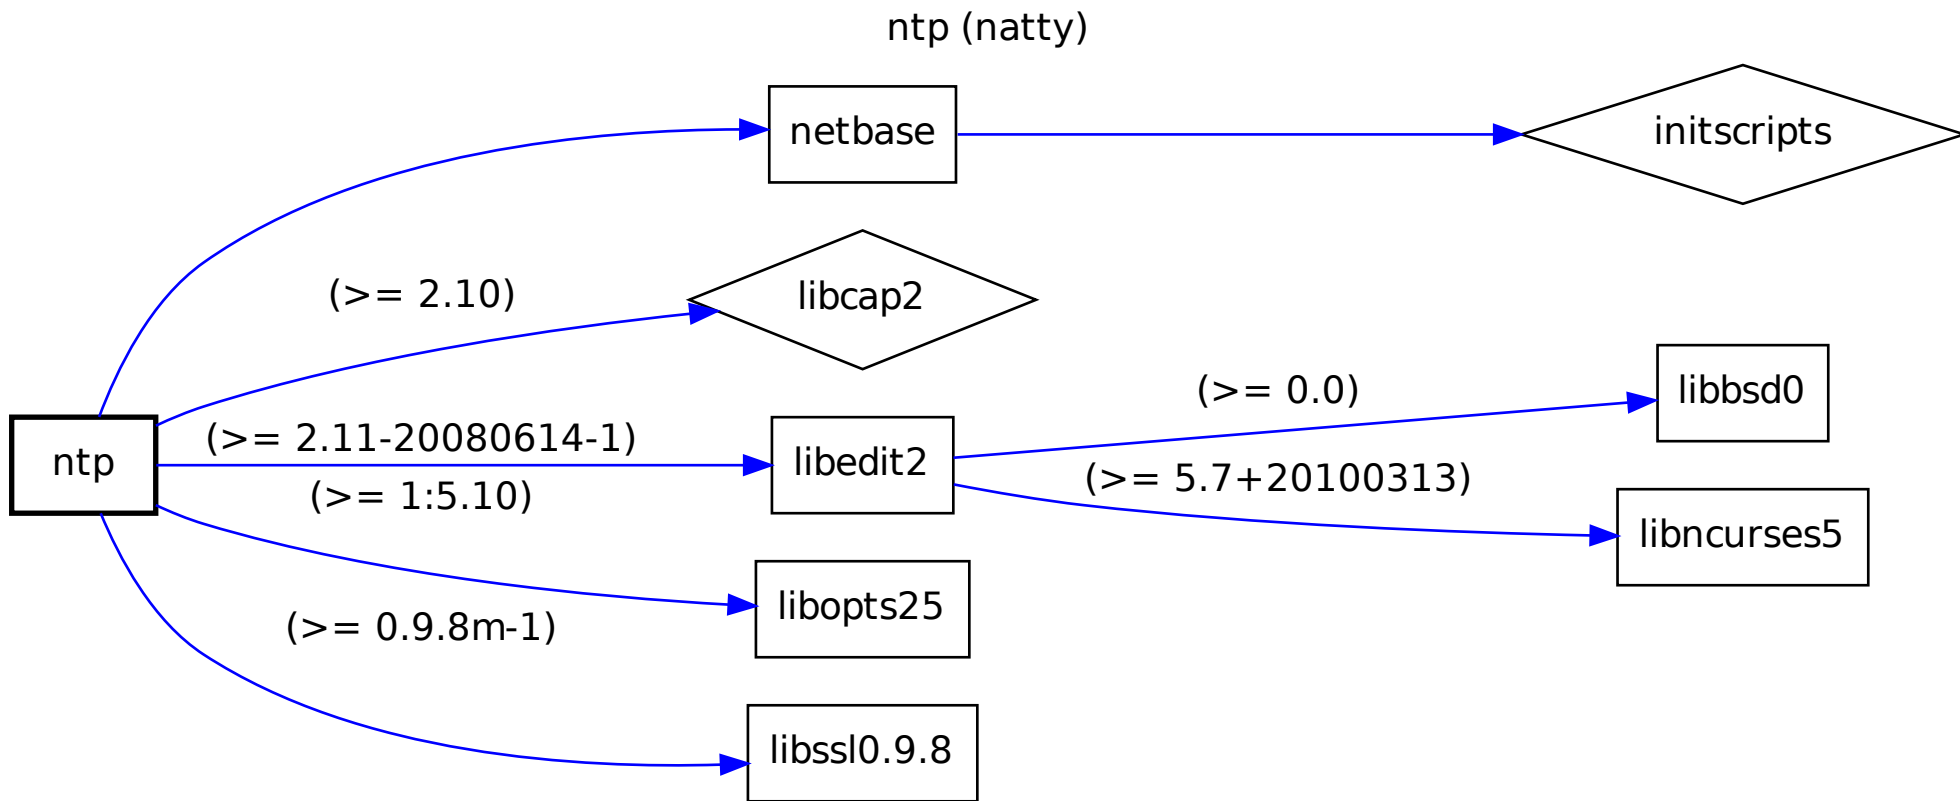 ntp (natty)
netbase
initscripts
(>= 2.10)
libcap2
(>= 0.0)
libbsd0
ntp
(>= 2.11-20080614-1)
libedit2
(>= 5.7+20100313)
(>= 1:5.10)
libncurses5
libopts25
(>= 0.9.8m-1)
libssl0.9.8